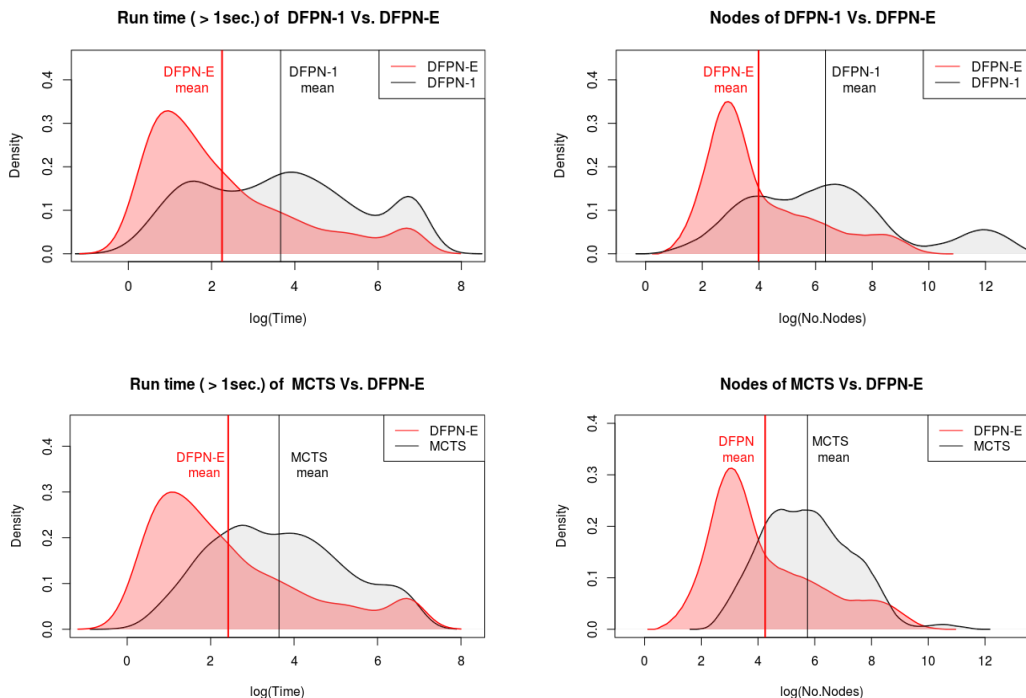 Run time ( > 1sec.) of DFPN-1 Vs. DFPN-E
DFPN-E
mean
DFPN-1
mean
DFPN-E
DFPN-1
Density
0.0
0.1
0.2
0.3
0.4
0
2
4
6
8
log(Time)
Nodes of DFPN-1 Vs. DFPN-E
DFPN-E
mean
DFPN-1
mean
DFPN-E
DFPN-1
Density
0.0
0.1
0.2
0.3
0.4
0
2
4
6
8
10
12
log(No.Nodes)
Run time ( > 1sec.) of MCTS Vs. DFPN-E
DFPN-E
mean
MCTS
mean
DFPN-E
MCTS
Density
0.0
0.1
0.2
0.3
0.4
0
2
4
6
8
log(Time)
Nodes of MCTS Vs. DFPN-E
DFPN
mean
MCTS
mean
DFPN-E
MCTS
Density
0.0
0.1
0.2
0.3
0.4
0
2
4
6
8
10
12
log(No.Nodes)